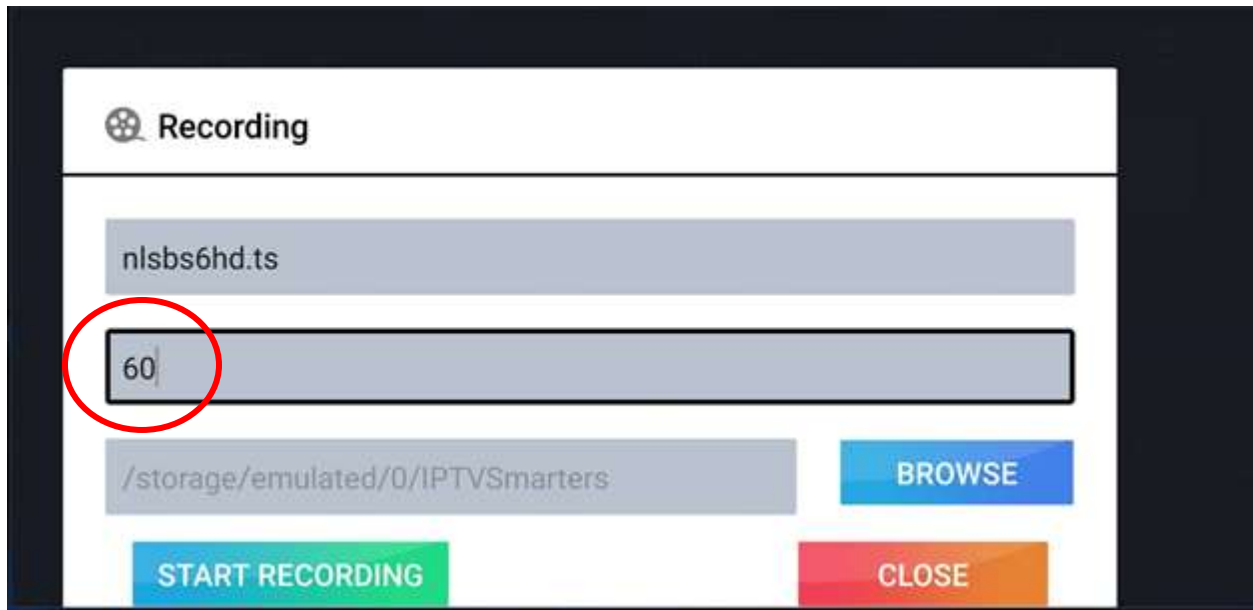 Recording
nlsbs6hd.ts
60
/storage/emulated/0/IPTVSmarters
BROWSE
START RECORDING
CLOSE